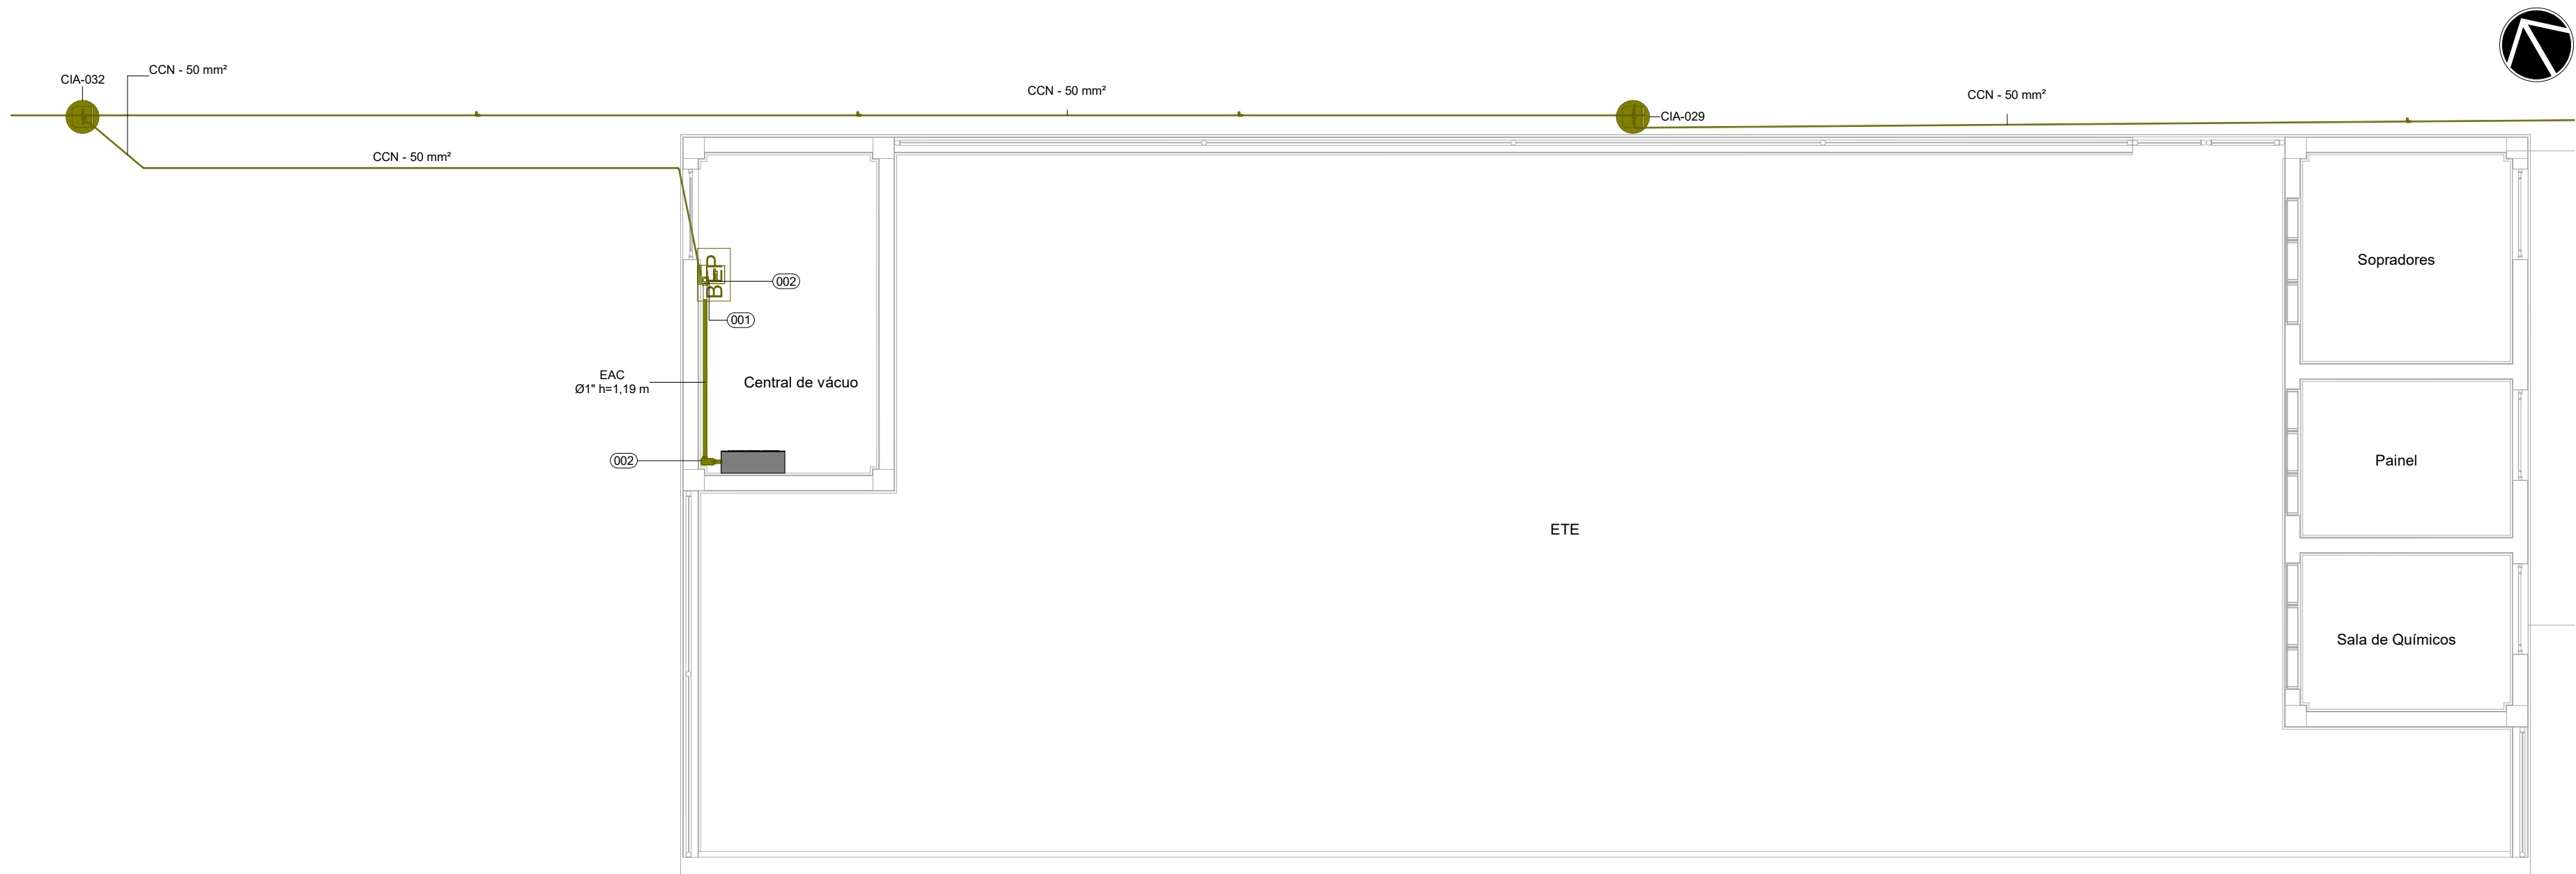 CCN - 50 mm²
CIA-032
CCN - 50 mm²
CCN - 50 mm²
CIA-029
CCN - 50 mm²
Sopradores
BEP
002
001
EAC
Ø1" h=1,19 m
Central de vácuo
002
Painel
ETE
Sala de Químicos